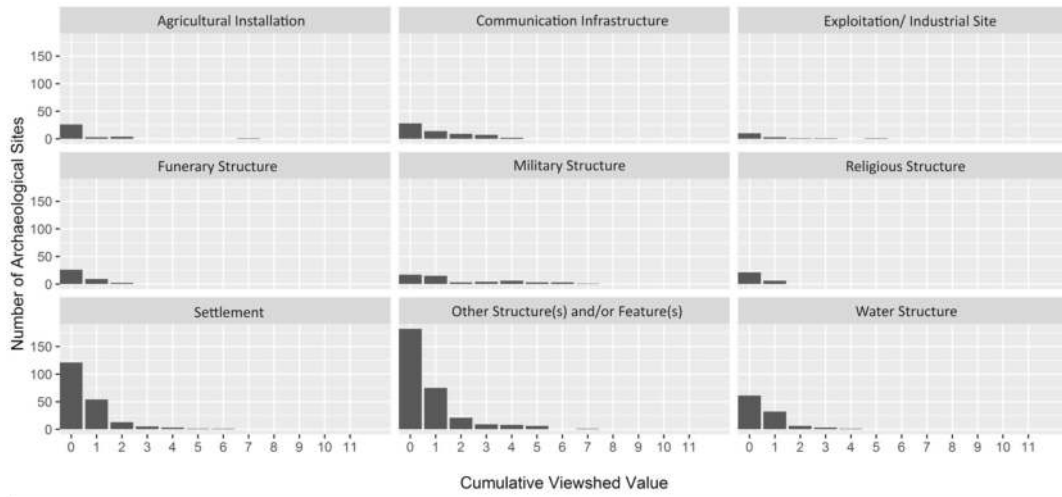 Agricultural Installation
Communication Infrastructure
Exploitation/ Industrial Site
150
100
50
0
Funerary Structure
Military Structure
Religious Structure
150
100
50
0
Settlement
Other Structure(s) and/or Feature(s)
Water Structure
150
100
50
0
0 1 2 3 4 5 6 7 8 9 10 11
0 1 2 3 4 5 6 7 8 9 10 11
0 1 2 3 4 5 6 7 8 9 10 11
Number of Archaeological Sites
Cumulative Viewshed Value